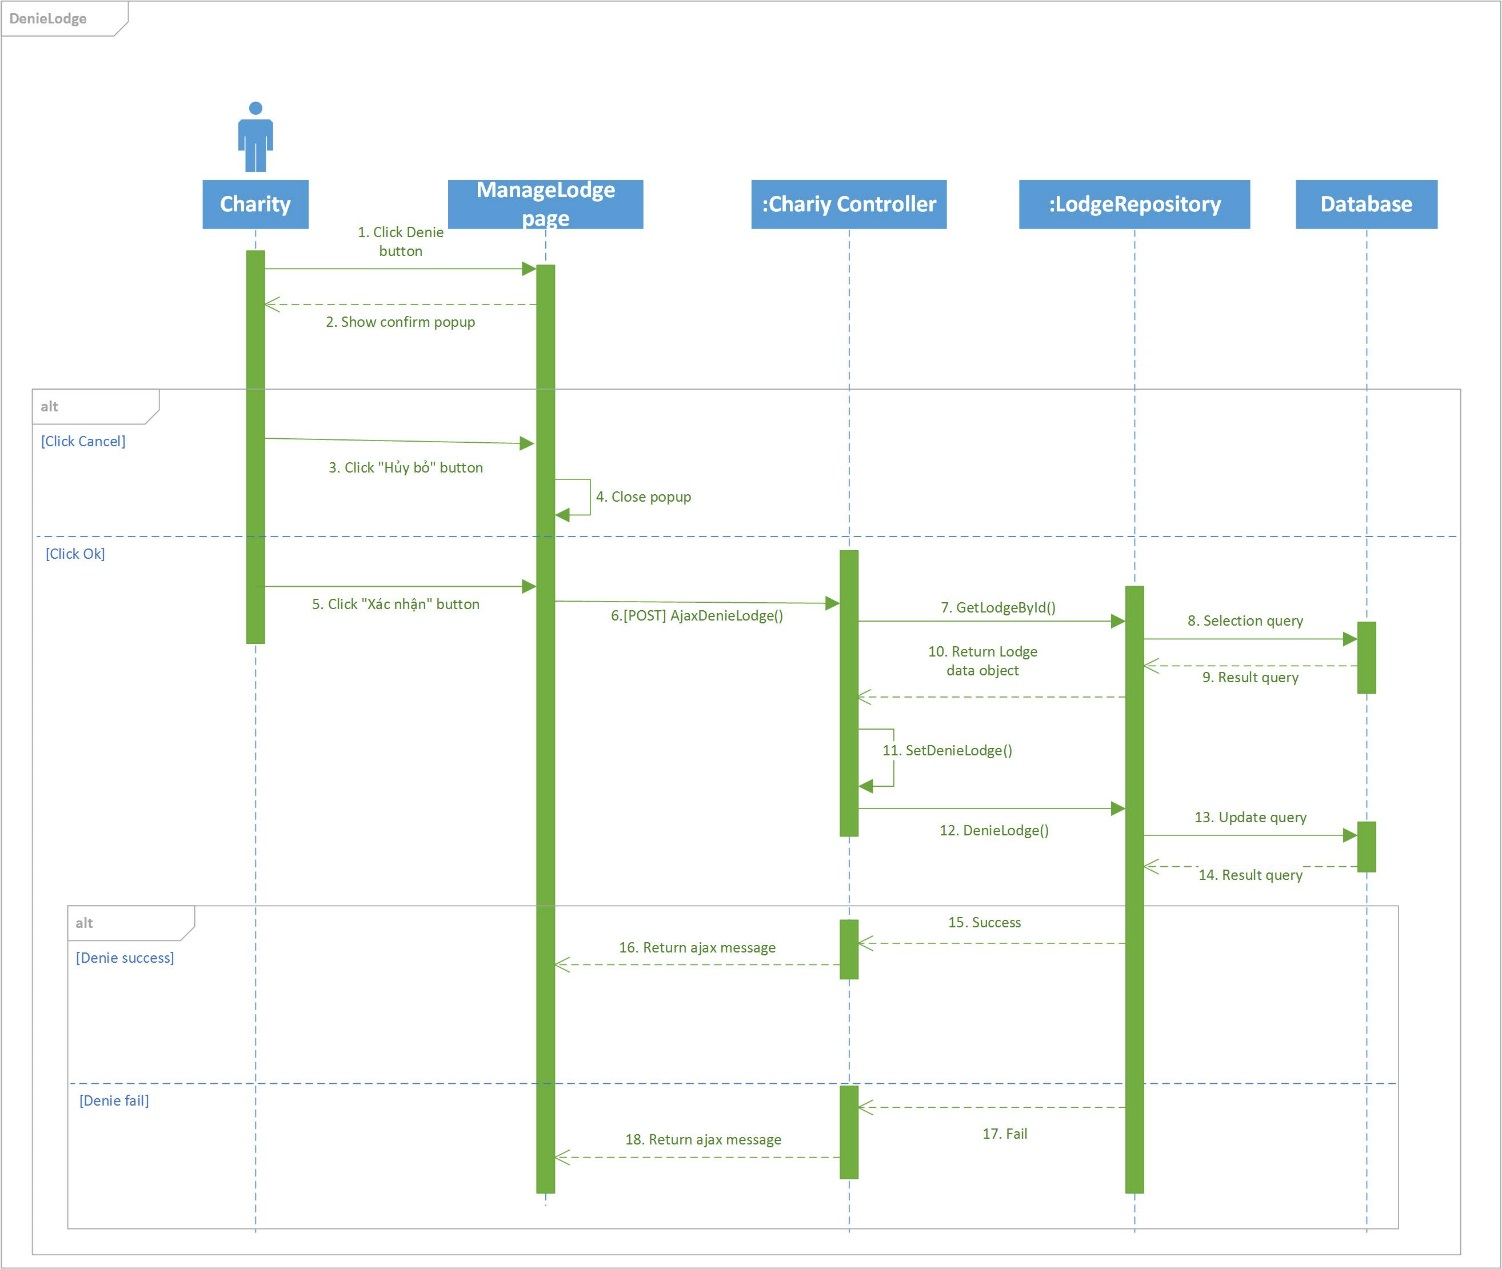 DenieLodge
Charity
ManageLodge
page
:Chariy Controller
:LodgeRepository
Database
1. Click Denie
button
2. Show confirm popup
alt
[Click Cancel]
3. Click "Hủy bỏ" button
4. Close popup
[Click Ok]
5. Click "Xác nhận" button
6.[POST] AjaxDenieLodge()
7. GetLodgeById()
8. Selection query
9. Result query
10. Return Lodge
data object
11. SetDenieLodge()
12. DenieLodge()
13. Update query
14. Result query
alt
[Denie success]
15. Success
16. Return ajax message
[Denie fail]
17. Fail
18. Return ajax message